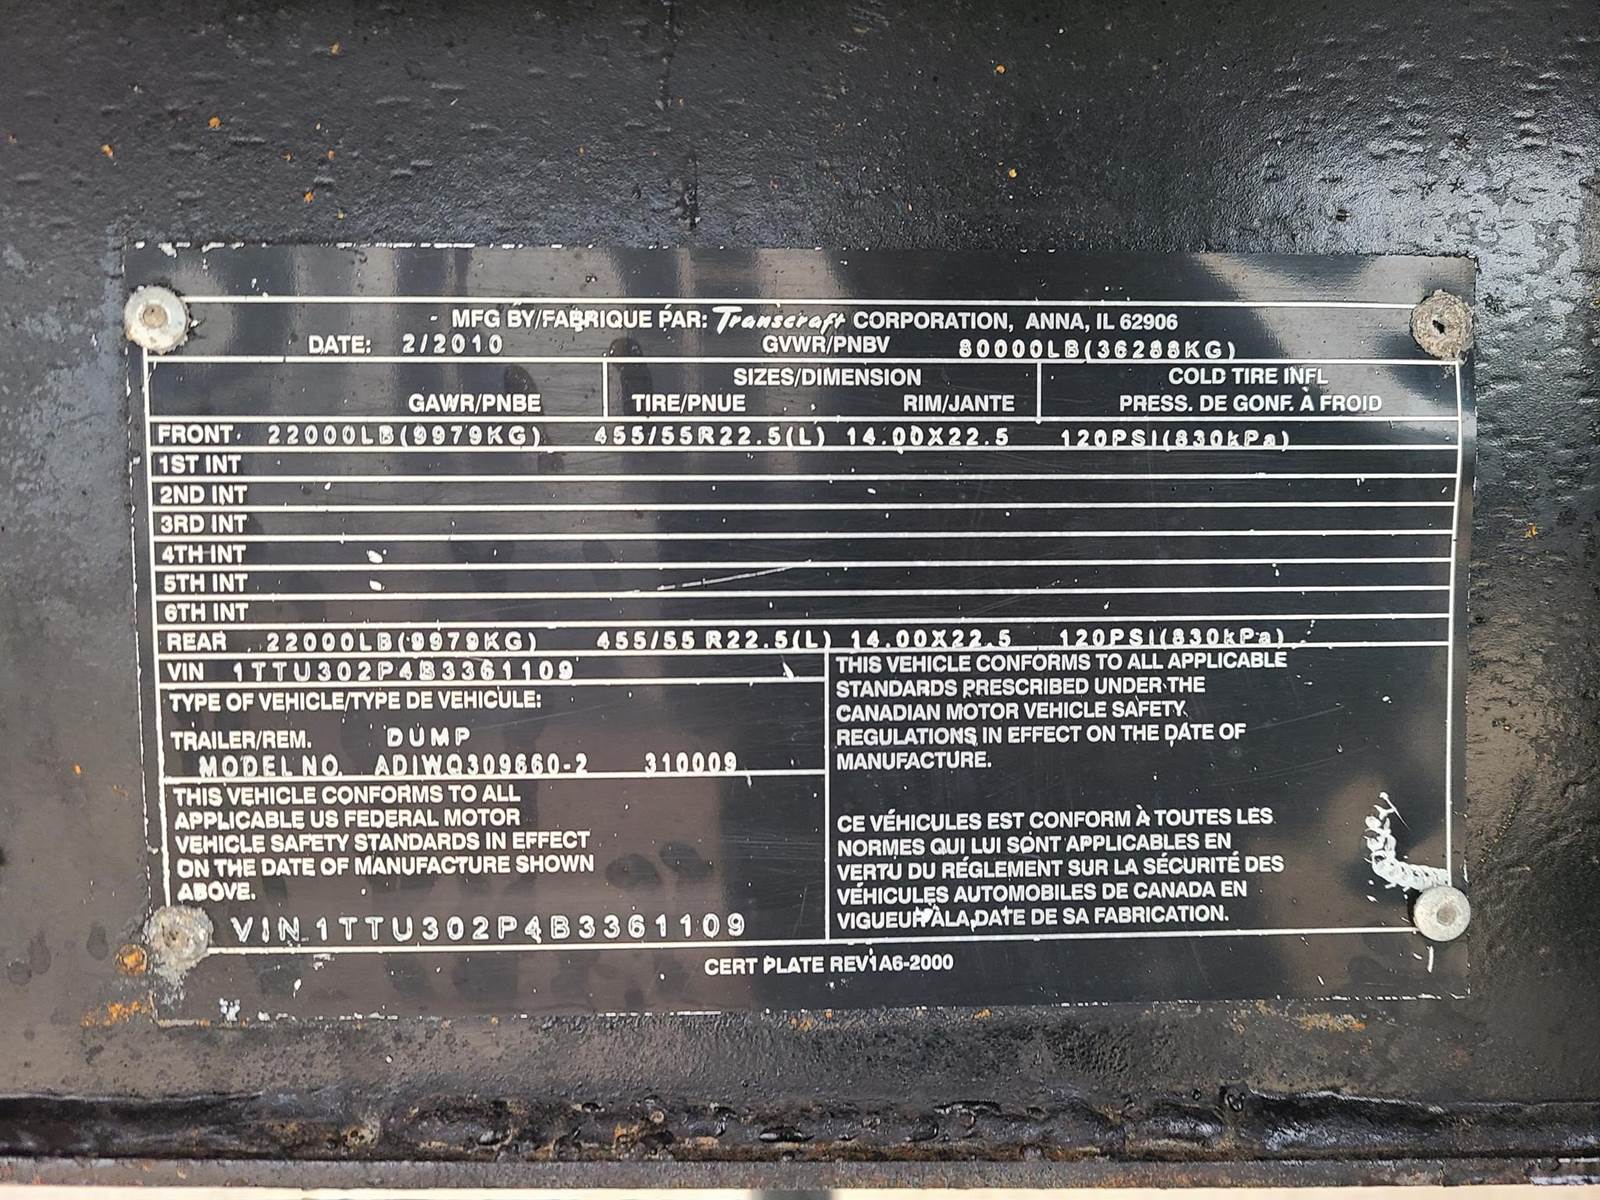 MFG BY/FABRIQUE PAR: Transcraft CORPORATION, ANNA, IL 62906
DATE: 2/2010 GVWR/PNBV 80000LB(36288KG)
SIZES/DIMENSION COLD TIRE INFL
GAWR/PNBE TIRE/PNUE RIM/JANTE PRESS. DE GONF. À FROID
FRONT 22000LB(9979KG) 455/55R22.5(L) 14.00X22.5 120PSI(830kPa)
1ST INT
2ND INT
3RD INT
4TH INT
5TH INT
6TH INT
REAR 22000LB(9979KG) 455/55R22.5(L) 14.00X22.5 120PSI(830kPa)
VIN 1TTU302P4B3361109
TYPE OF VEHICLE/TYPE DE VEHICULE:
TRAILER/REM. DUMP
MODEL NO. ADIWQ309660-2 310009
THIS VEHICLE CONFORMS TO ALL
APPLICABLE US FEDERAL MOTOR
VEHICLE SAFETY STANDARDS IN EFFECT
ON THE DATE OF MANUFACTURE SHOWN
ABOVE.
VIN 1TTU302P4B3361109
THIS VEHICLE CONFORMS TO ALL APPLICABLE
STANDARDS PRESCRIBED UNDER THE
CANADIAN MOTOR VEHICLE SAFETY
REGULATIONS IN EFFECT ON THE DATE OF
MANUFACTURE.
CE VÉHICULES EST CONFORM À TOUTES LES
NORMES QUI LUI SONT APPLICABLES EN
VERTU DU RÉGLEMENT SUR LA SÉCURITÉ DES
VÉHICULES AUTOMOBILES DE CANADA EN
VIGUEUR À LA DATE DE SA FABRICATION.
CERT PLATE REV1A6-2000